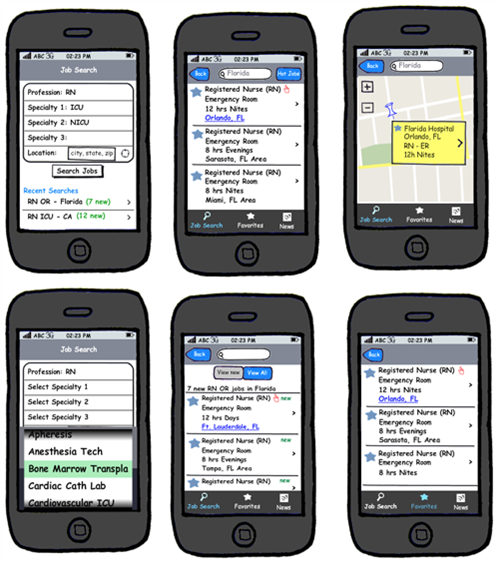 ABC 3G 02:23 PM
Job Search
Profession: RN
Specialty 1: ICU
Specialty 2: NICU
Specialty 3:
Location: city, state, zip
Search Jobs
Recent Searches
RN OR - Florida (7 new)
RN ICU - CA (12 new)
ABC 3G 02:23 PM
Back Florida Hot Jobs
Registered Nurse (RN)
Emergency Room
12 hrs Nites
Orlando, FL
Registered Nurse (RN)
Emergency Room
8 hrs Evenings
Sarasota, FL Area
Registered Nurse (RN)
Emergency Room
8 hrs Nites
Miami, FL Area
Job Search Favorites News
ABC 3G 02:23 PM
Back Florida
Florida Hospital
Orlando, FL
RN - ER
12h Nites
Job Search Favorites News
ABC 3G 02:23 PM
Job Search
Profession: RN
Select Specialty 1
Select Specialty 2
Select Specialty 3
Apheresis
Anesthesia Tech
Bone Marrow Transpla
Cardiac Cath Lab
Cardiovascular ICU
ABC 3G 02:23 PM
Back
View new View All
7 new RN OR jobs in Florida
Registered Nurse (RN) new
Emergency Room
12 hrs Days
Ft. Lauderdale, FL
Registered Nurse (RN) new
Emergency Room
8 hrs Evenings
Tampa, FL Area
Registered Nurse (RN) new
Job Search Favorites News
ABC 3G 02:23 PM
Back
Registered Nurse (RN)
Emergency Room
12 hrs Nites
Orlando, FL
Registered Nurse (RN)
Emergency Room
8 hrs Evenings
Sarasota, FL Area
Registered Nurse (RN)
Emergency Room
8 hrs Nites
Job Search Favorites News